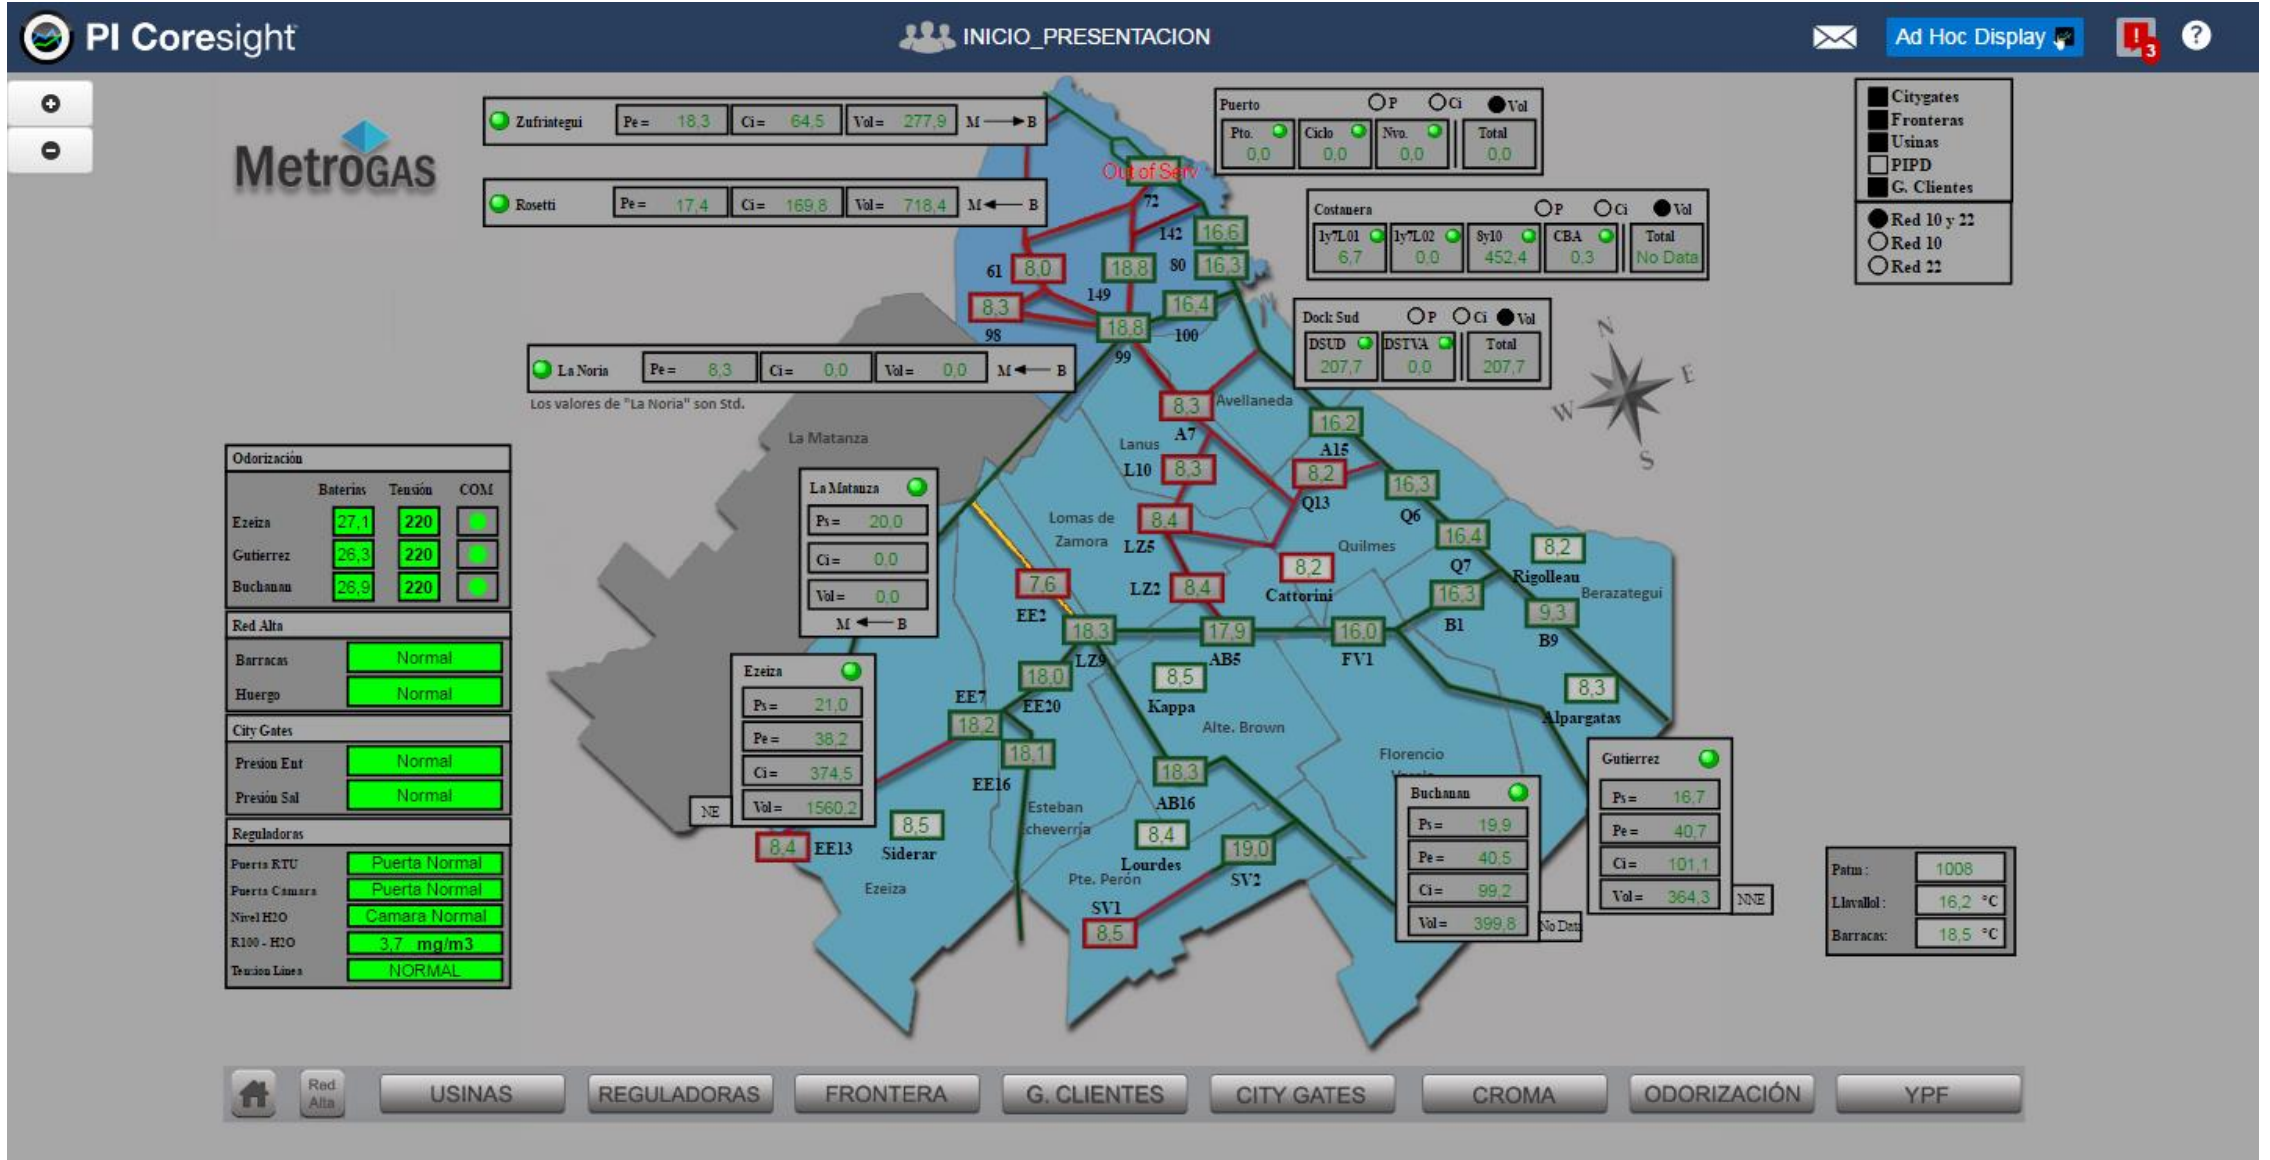 PI Coresight
INICIO_PRESENTACION
Ad Hoc Display
3
?
MetroGAS
Zufriategui Pe= 18,3 Ci= 64,5 Vol= 277,9 M B
Rosetti Pe= 17,4 Ci= 169,8 Vol= 718,4 M B
La Noria Pe= 8,3 Ci= 0,0 Vol= 0,0 M B
Los valores de "La Noria" son Std.
Puerto P Ci Vol
Pto. Ciclo Nvo. Total
0,0 0,0 0,0 0,0
Costanera P Ci Vol
1y7L01 1y7L02 8y10 CBA Total
6,7 0,0 452,4 0,3 No Data
Dock Sud P Ci Vol
DSUD DSTVA Total
207,7 0,0 207,7
Citygates
Fronteras
Usinas
PIPD
G. Clientes
Red 10 y 22
Red 10
Red 22
N
E
W
S
Out of Serv
72
142 16,6
61 8,0
18,8
149
80 16,3
8,3
98
16,4
100
18,8
99
La Matanza
8,3
A7
Avellaneda
16,2
A15
Lanus
L10 8,3
8,2
Q13
16,3
Q6
Lomas de
Zamora
8,4
LZ5
Quilmes
16,4
Q7
8,2
Rigolleau
8,2
Cattorini
LZ2 8,4
7,6
EE2
16,3
B1
Berazategui
9,3
B9
18,3
LZ9
17,9
AB5
16,0
FV1
18,0
EE20
8,5
Kappa
8,3
Alpargatas
EE7
18,2
18,1
EE16
Alte. Brown
Florencio
18,3
AB16
Esteban
Echeverría
8,4
Lourdes
Pte. Perón
19,0
SV2
SV1
8,5
8,4 EE13
8,5
Siderar
Ezeiza
La Matanza
Ps= 20,0
Ci= 0,0
Vol= 0,0
M B
Ezeiza
Ps= 21,0
Pe= 38,2
Ci= 374,5
Vol= 1560,2
NE
Buchanan
Ps= 19,9
Pe= 40,5
Ci= 99,2
Vol= 399,8
No Data
Gutierrez
Ps= 16,7
Pe= 40,7
Ci= 101,1
Vol= 364,3
NNE
Odorización
Baterias Tensión COM
Ezeiza 27,1 220
Gutierrez 26,3 220
Buchanan 26,9 220
Red Alta
Barracas Normal
Huergo Normal
City Gates
Presion Ent Normal
Presión Sal Normal
Reguladoras
Puerta RTU Puerta Normal
Puerta Camara Puerta Normal
Nivel H2O Camara Normal
R100 - H2O 3,7 mg/m3
Tension Linea NORMAL
Patm : 1008
Llavallol : 16,2 °C
Barracas: 18,5 °C
Red
Alta
USINAS
REGULADORAS
FRONTERA
G. CLIENTES
CITY GATES
CROMA
ODORIZACIÓN
YPF